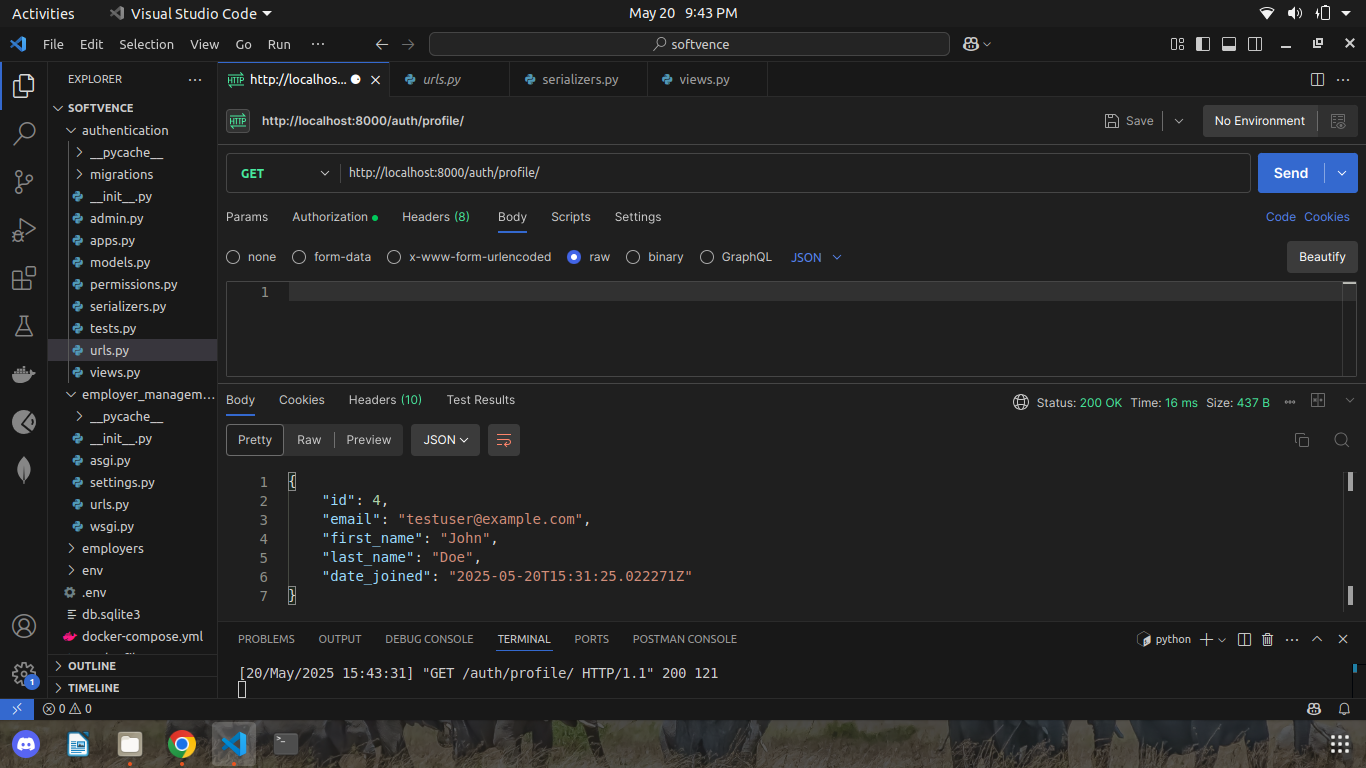 Activities Visual Studio Code May 20 9:43 PM
File Edit Selection View Go Run ··· softvence
EXPLORER ···
SOFTVENCE
authentication
__pycache__
migrations
__init__.py
admin.py
apps.py
models.py
permissions.py
serializers.py
tests.py
urls.py
views.py
employer_managem...
__pycache__
__init__.py
asgi.py
settings.py
urls.py
wsgi.py
employers
env
.env
db.sqlite3
docker-compose.yml
OUTLINE
TIMELINE
HTTP http://localhos... urls.py serializers.py views.py ···
HTTP http://localhost:8000/auth/profile/ Save No Environment
GET http://localhost:8000/auth/profile/ Send
Params Authorization Headers (8) Body Scripts Settings Code Cookies
none form-data x-www-form-urlencoded raw binary GraphQL JSON Beautify
1
Body Cookies Headers (10) Test Results Status: 200 OK Time: 16 ms Size: 437 B
Pretty Raw Preview JSON
1 {
2 "id": 4,
3 "email": "testuser@example.com",
4 "first_name": "John",
5 "last_name": "Doe",
6 "date_joined": "2025-05-20T15:31:25.022271Z"
7 }
PROBLEMS OUTPUT DEBUG CONSOLE TERMINAL PORTS POSTMAN CONSOLE python ···
[20/May/2025 15:43:31] "GET /auth/profile/ HTTP/1.1" 200 121
1
0 0